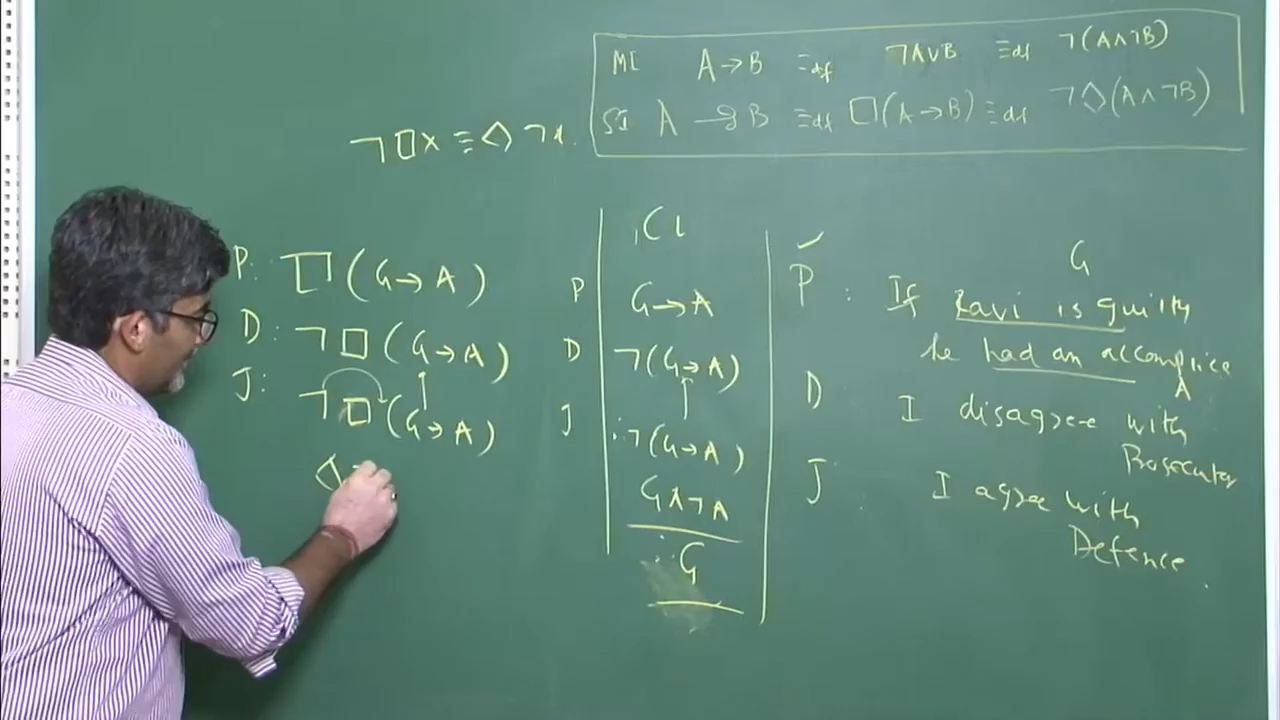 MI A→B ≡df ¬A∨B ≡df ¬(A∧¬B)
SI A ⥽ B ≡df □(A→B) ≡df ¬◇(A∧¬B)
¬□x ≡ ◇¬x.
P: □(G→A)
D: ¬□(G→A)
J: ¬□(G→A)
◇
CL
P G→A
D ¬(G→A)
J ∴¬(G→A)
G∧¬A
∴ G
G
P : If Ravi is guilty
he had an accomplice
A
D I disagree with
Prosecutor
J : I agree with
Defence.